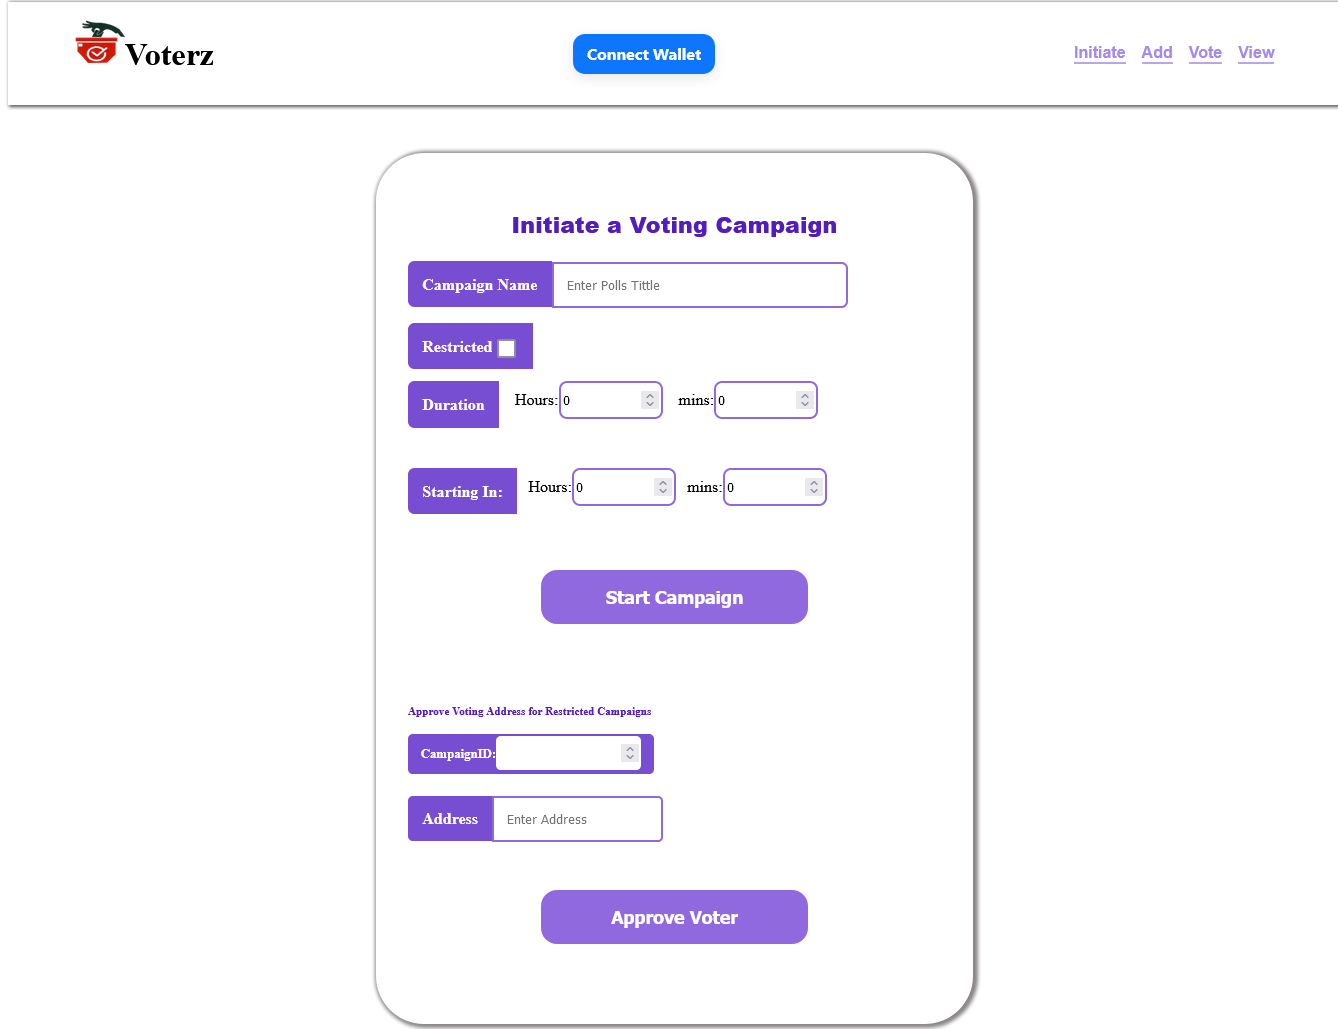 Voterz
Connect Wallet
Initiate Add Vote View
Initiate a Voting Campaign
Campaign Name Enter Polls Tittle
Restricted
Duration Hours: 0 mins: 0
Starting In: Hours: 0 mins: 0
Start Campaign
Approve Voting Address for Restricted Campaigns
CampaignID:
Address Enter Address
Approve Voter